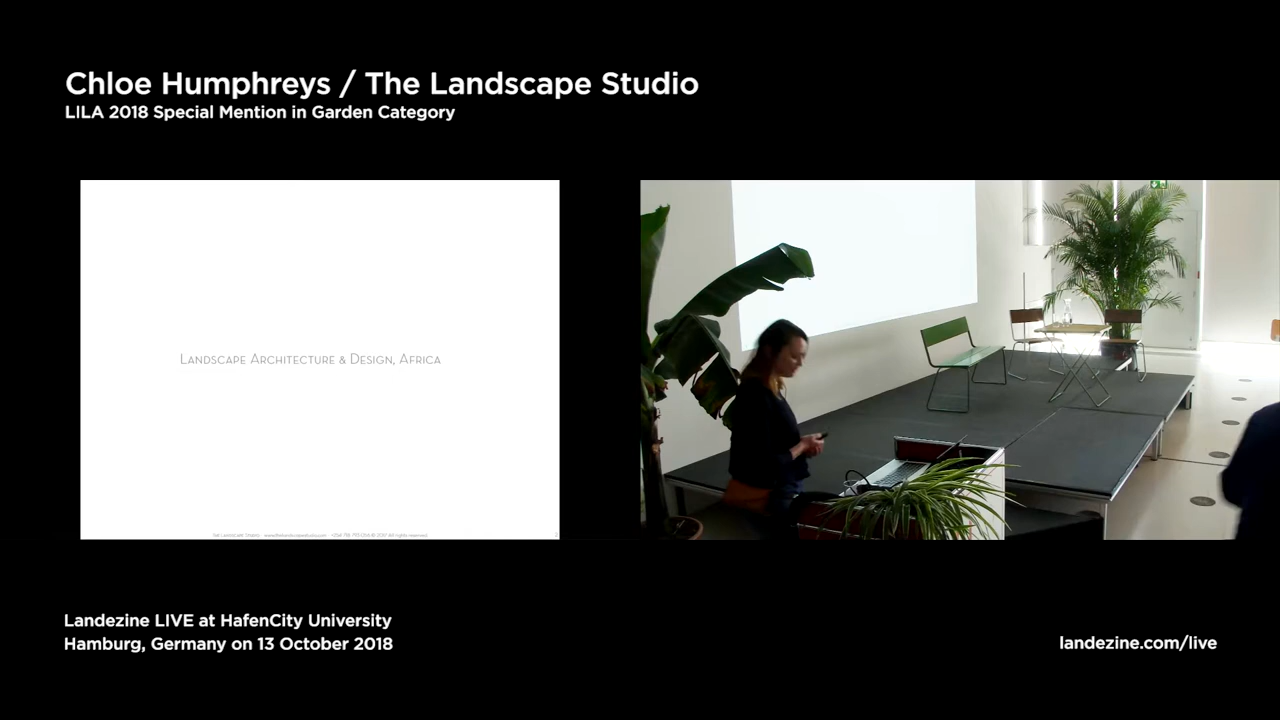 Chloe Humphreys / The Landscape Studio
LILA 2018 Special Mention in Garden Category
Landscape Architecture & Design, Africa
Landezine LIVE at HafenCity University
Hamburg, Germany on 13 October 2018
landezine.com/live